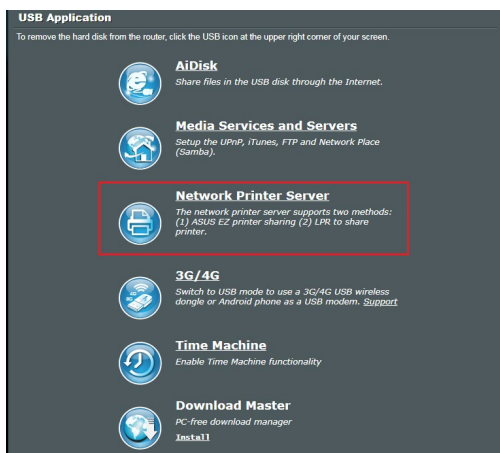 USB Application
To remove the hard disk from the router, click the USB icon at the upper right corner of your screen.
AiDisk
Share files in the USB disk through the Internet.
Media Services and Servers
Setup the UPnP, iTunes, FTP and Network Place
(Samba).
Network Printer Server
The network printer server supports two methods:
(1) ASUS EZ printer sharing (2) LPR to share
printer.
3G/4G
Switch to USB mode to use a 3G/4G USB wireless
dongle or Android phone as a USB modem. Support
Time Machine
Enable Time Machine functionality
Download Master
PC-free download manager
Install